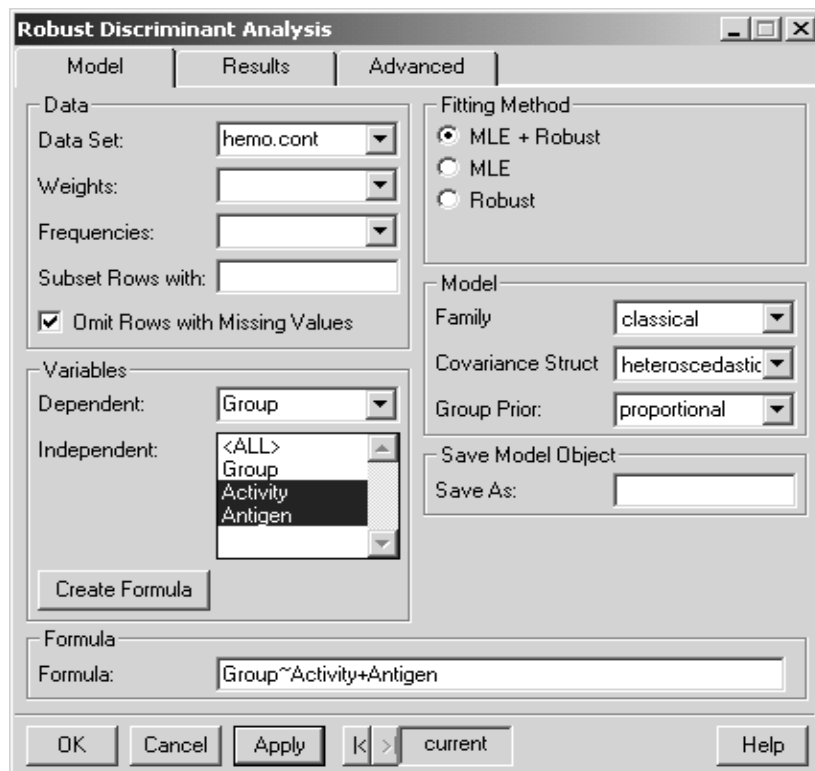 Robust Discriminant Analysis
Model Results Advanced
Data
Data Set: hemo.cont
Weights:
Frequencies:
Subset Rows with:
Omit Rows with Missing Values
Variables
Dependent: Group
Independent: <ALL>
Group
Activity
Antigen
Create Formula
Fitting Method
MLE + Robust
MLE
Robust
Model
Family classical
Covariance Struct heteroscedastic
Group Prior: proportional
Save Model Object
Save As:
Formula
Formula: Group~Activity+Antigen
OK Cancel Apply |< >| current Help